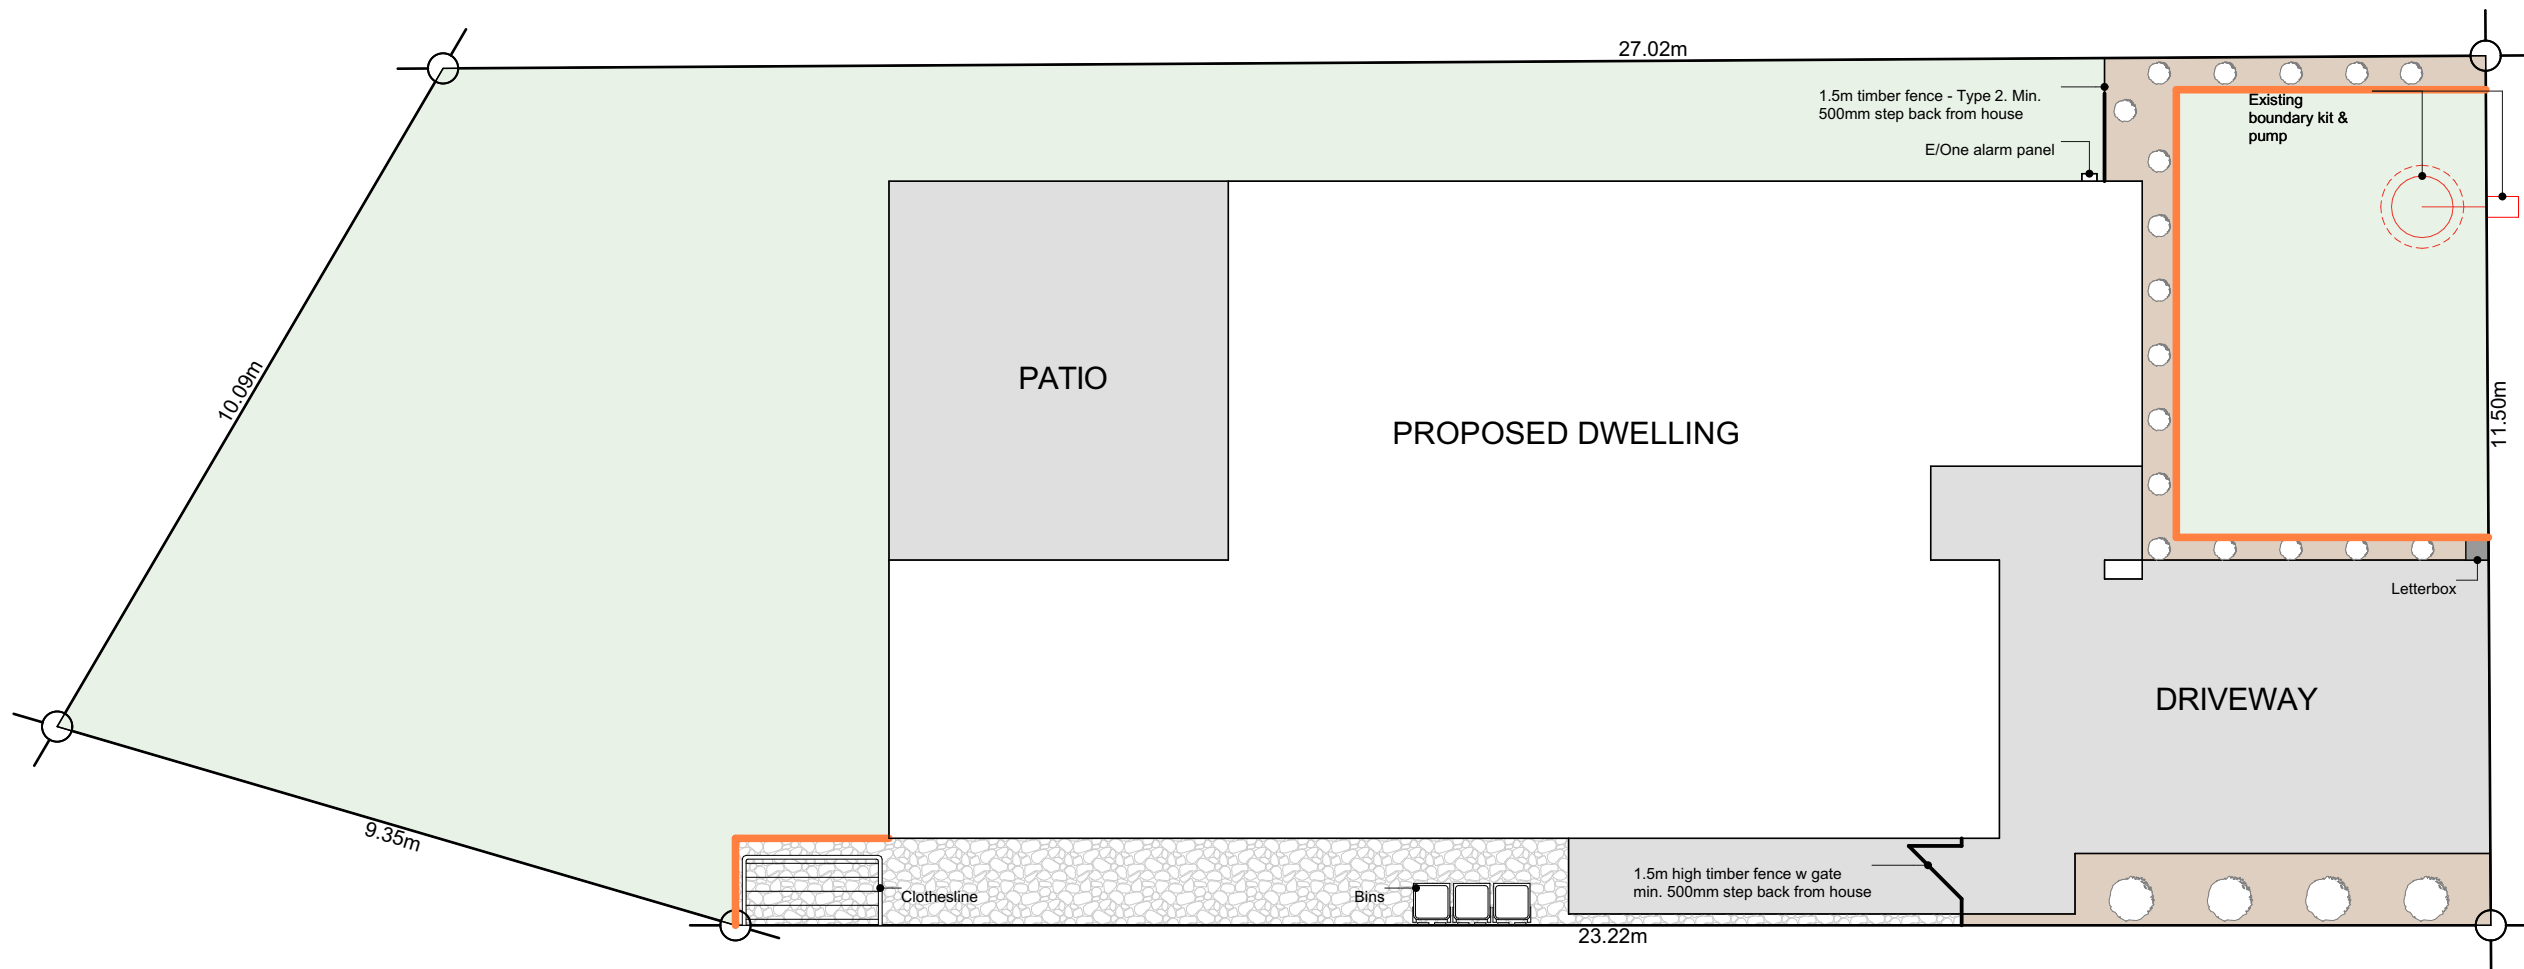 27.02m
1.5m timber fence - Type 2. Min.
500mm step back from house
E/One alarm panel
Existing
boundary kit &
pump
10.09m
PATIO
PROPOSED DWELLING
11.50m
Letterbox
DRIVEWAY
9.35m
Clothesline
Bins
1.5m high timber fence w gate
min. 500mm step back from house
23.22m